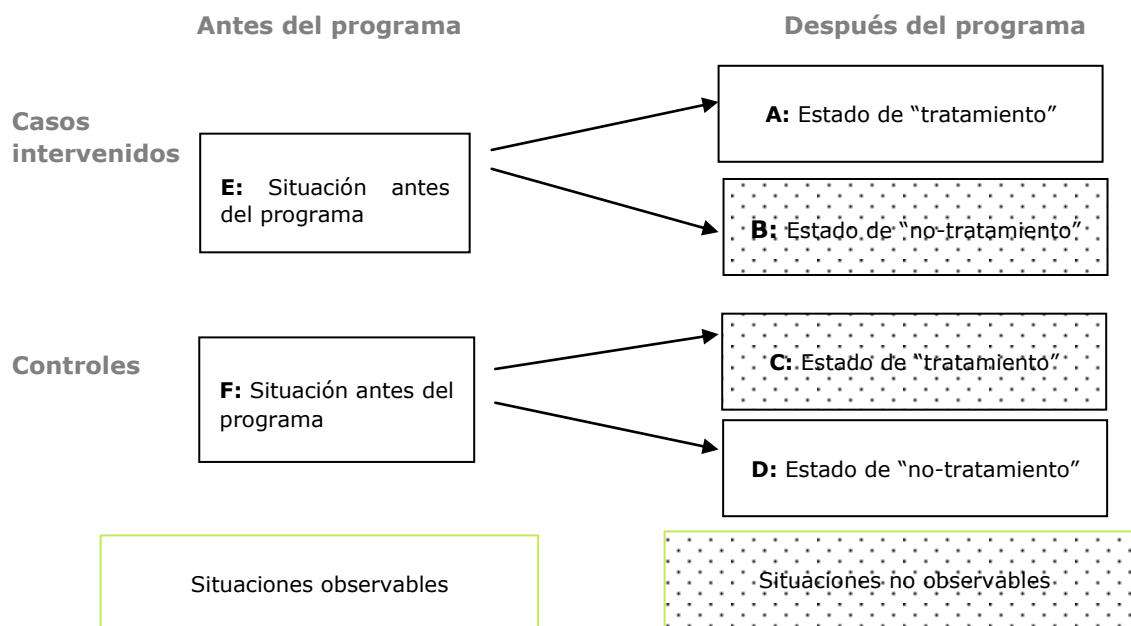 Antes del programa
Después del programa
Casos
intervenidos
E: Situación antes
del programa
A: Estado de “tratamiento”
B: Estado de “no-tratamiento”
Controles
F: Situación antes del
programa
C: Estado de “tratamiento”
D: Estado de “no-tratamiento”
Situaciones observables
Situaciones no observables